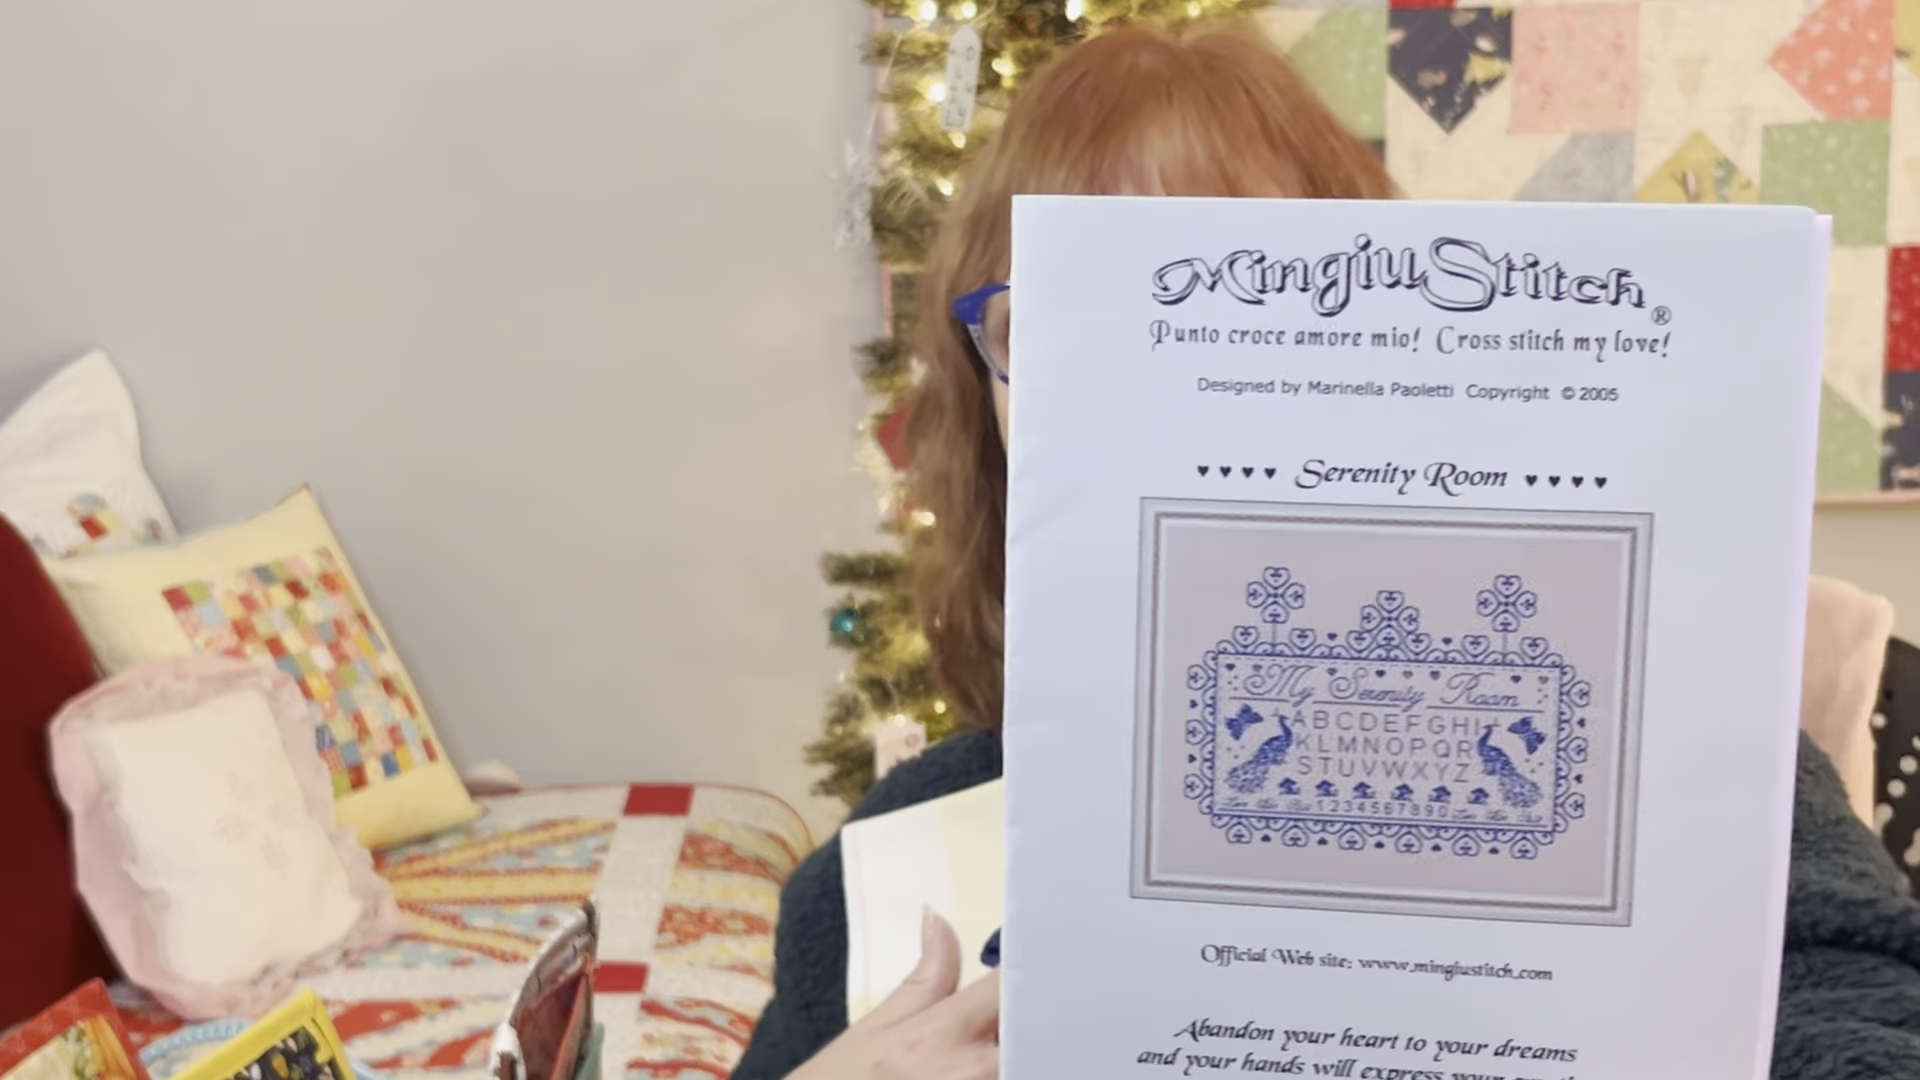 MingiuStitch®
Punto croce amore mio! Cross stitch my love!
Designed by Marinella Paoletti Copyright © 2005
♥ ♥ ♥ ♥ Serenity Room ♥ ♥ ♥ ♥
My Serenity Room
ABCDEFGHI
KLMNOPQR
STUVWXYZ
1234567890
Official Web site: www.mingiustitch.com
Abandon your heart to your dreams
and your hands will express your